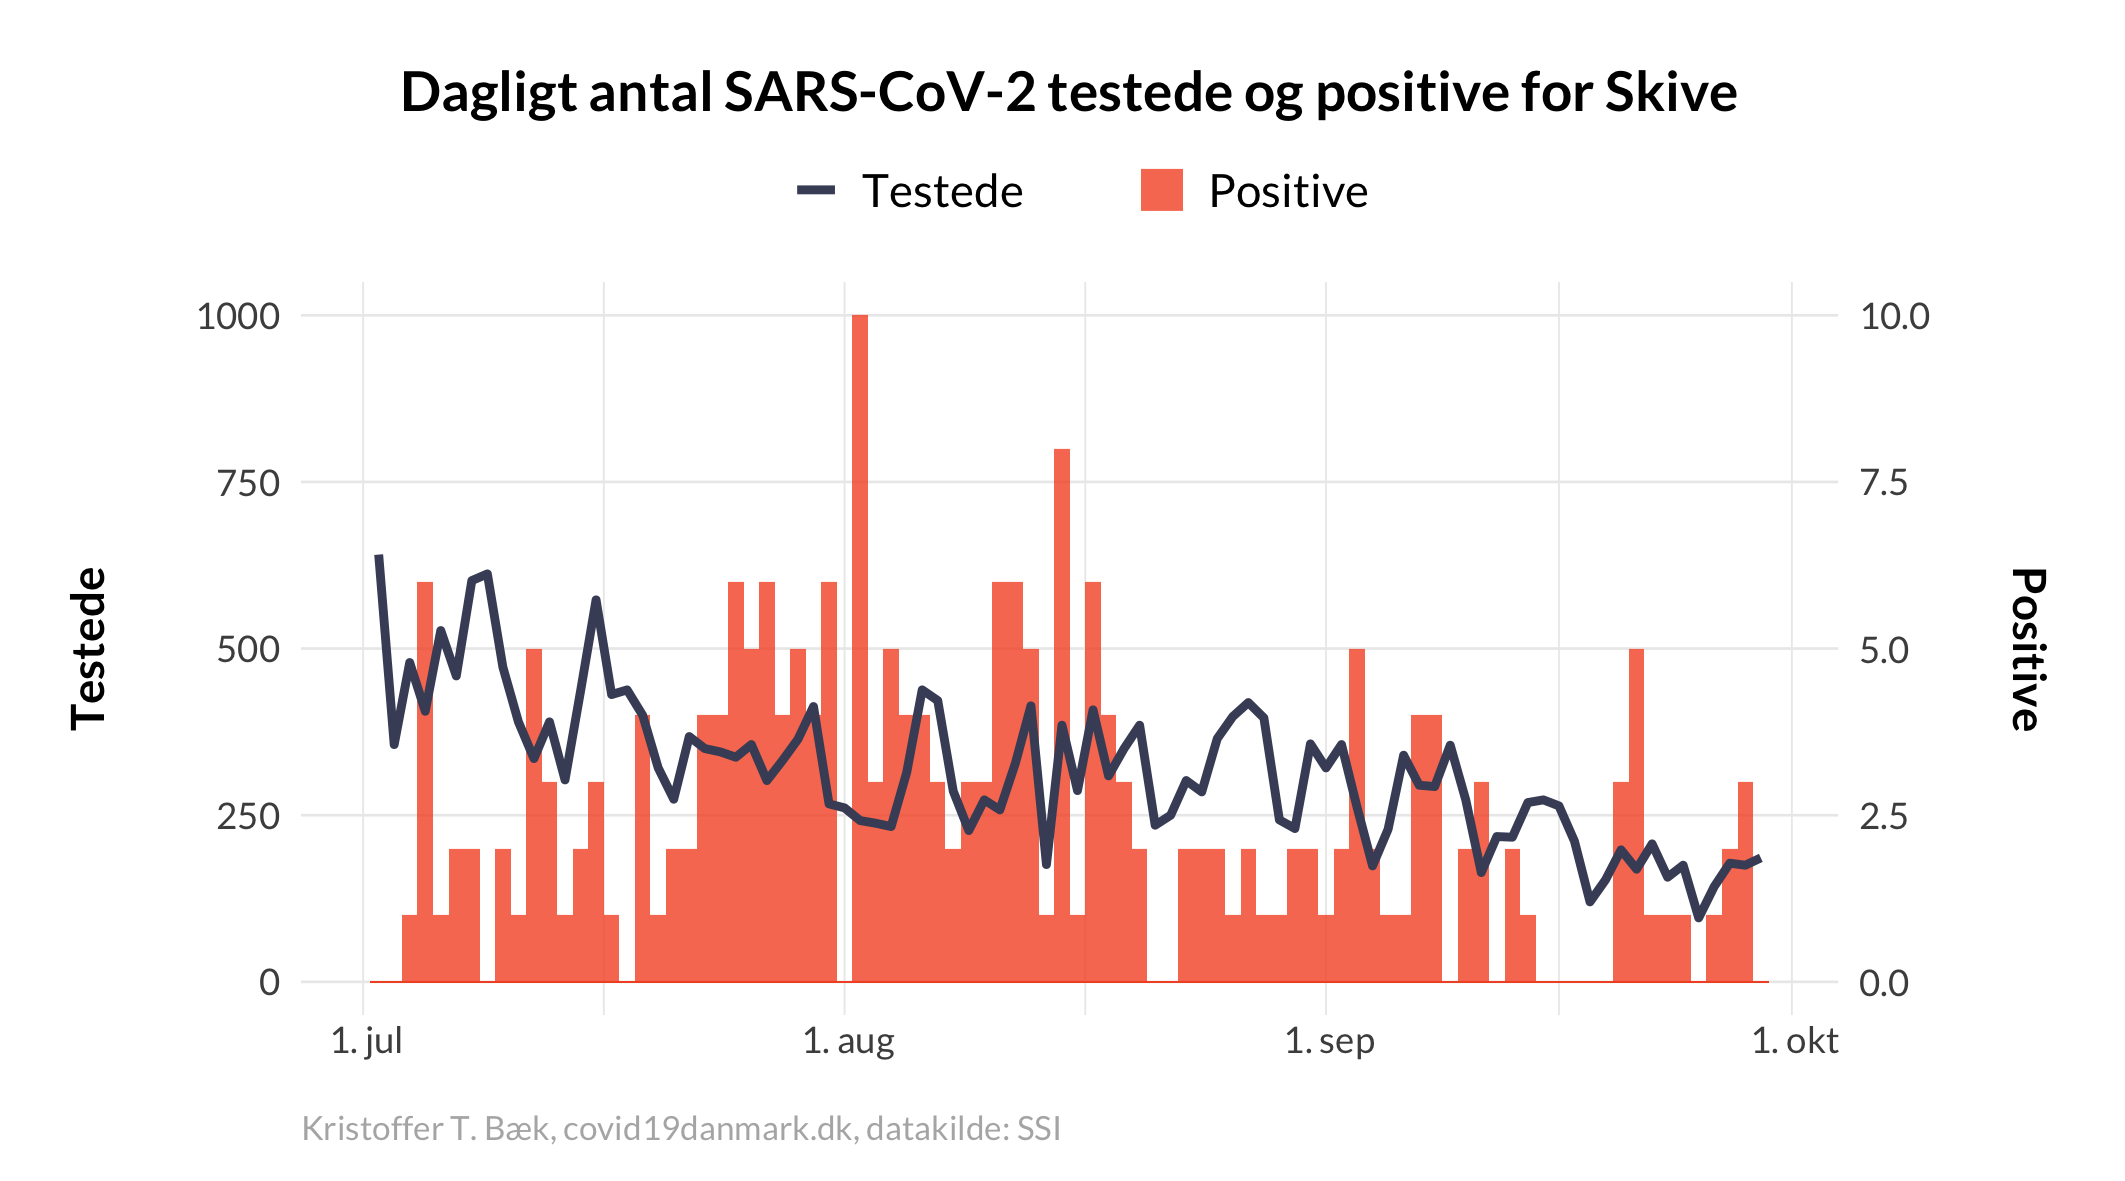 Dagligt antal SARS-CoV-2 testede og positive for Skive
Testede Positive
1000 10.0
750 7.5
500 5.0
250 2.5
0 0.0
Testede
Positive
1. jul 1. aug 1. sep 1. okt
Kristoffer T. Bæk, covid19danmark.dk, datakilde: SSI